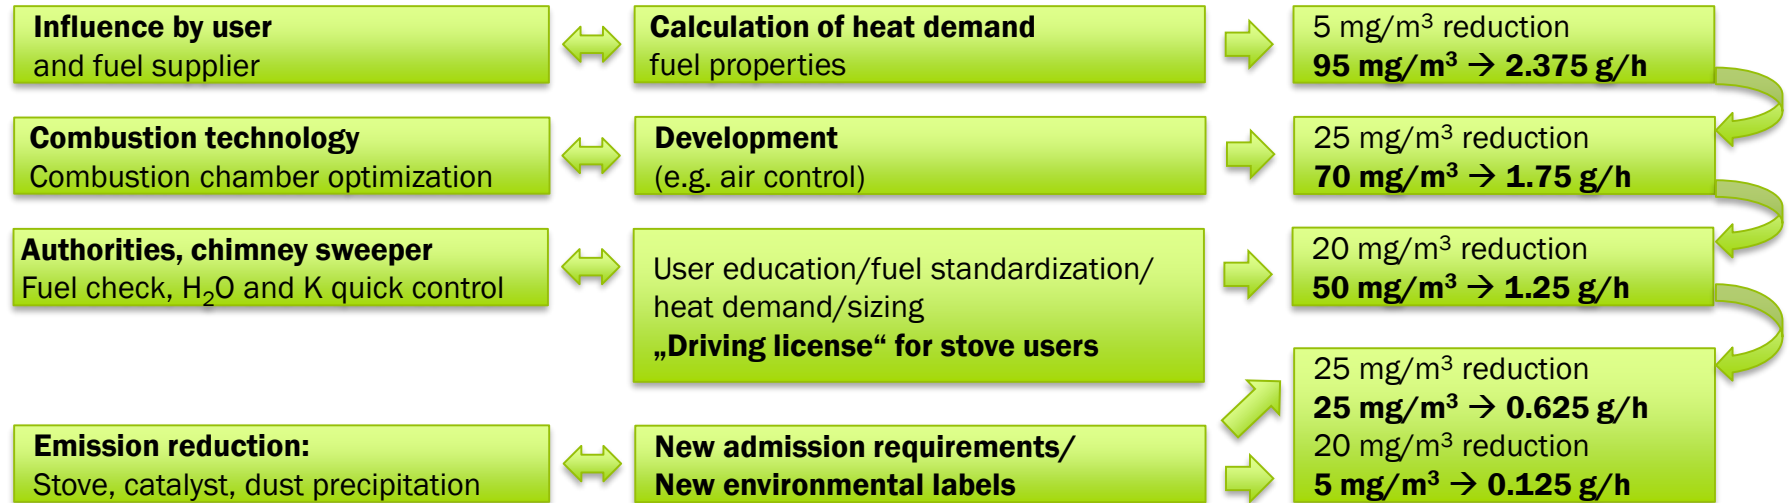 Influence by user
and fuel supplier
Calculation of heat demand
fuel properties
5 mg/m³ reduction
95 mg/m³ → 2.375 g/h
Combustion technology
Combustion chamber optimization
Development
(e.g. air control)
25 mg/m³ reduction
70 mg/m³ → 1.75 g/h
Authorities, chimney sweeper
Fuel check, H₂O and K quick control
User education/fuel standardization/
heat demand/sizing
„Driving license“ for stove users
20 mg/m³ reduction
50 mg/m³ → 1.25 g/h
Emission reduction:
Stove, catalyst, dust precipitation
New admission requirements/
New environmental labels
25 mg/m³ reduction
25 mg/m³ → 0.625 g/h
20 mg/m³ reduction
5 mg/m³ → 0.125 g/h